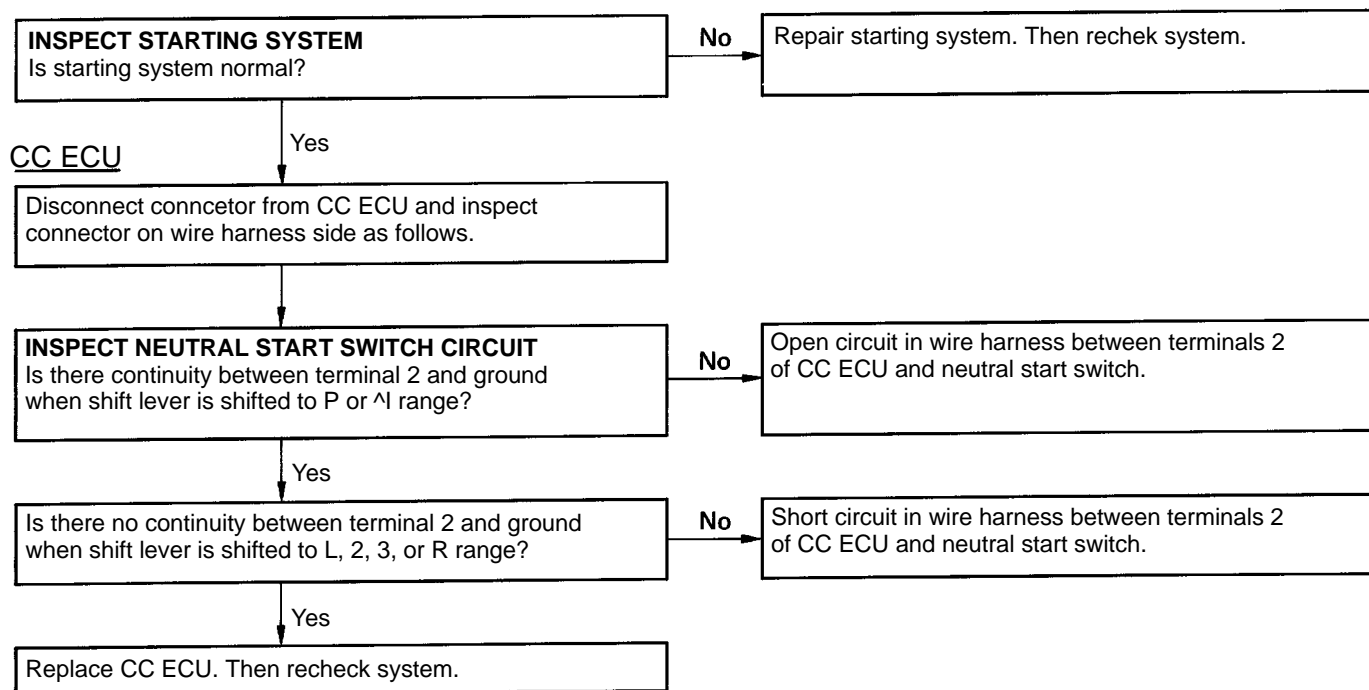 INSPECT STARTING SYSTEM
Is starting system normal?
No
Repair starting system. Then rechek system.
Yes
CC ECU
Disconnect conncetor from CC ECU and inspect
connector on wire harness side as follows.
INSPECT NEUTRAL START SWITCH CIRCUIT
Is there continuity between terminal 2 and ground
when shift lever is shifted to P or ^I range?
No
Open circuit in wire harness between terminals 2
of CC ECU and neutral start switch.
Yes
Is there no continuity between terminal 2 and ground
when shift lever is shifted to L, 2, 3, or R range?
No
Short circuit in wire harness between terminals 2
of CC ECU and neutral start switch.
Yes
Replace CC ECU. Then recheck system.